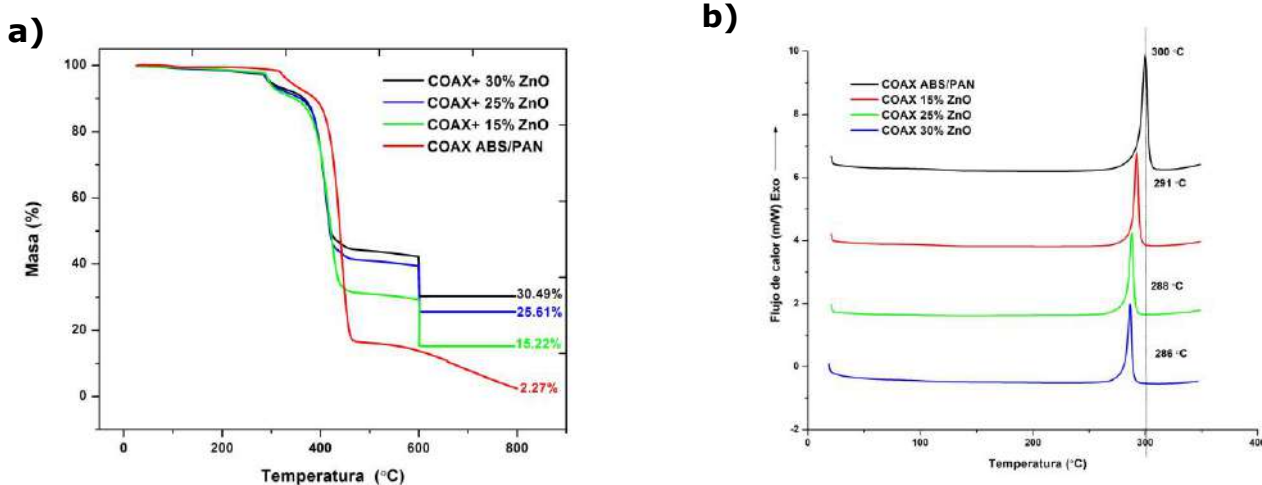 a)
Masa (%)
100
80
60
40
20
0
COAX+ 30% ZnO
COAX+ 25% ZnO
COAX+ 15% ZnO
COAX ABS/PAN
30.49%
25.61%
15.22%
2.27%
0
200
400
600
800
Temperatura (°C)
b)
Flujo de calor (m/W) Exo
10
8
6
4
2
0
-2
COAX ABS/PAN
COAX 15% ZnO
COAX 25% ZnO
COAX 30% ZnO
300 °C
291 °C
288 °C
286 °C
0
100
200
300
400
Temperatura (°C)